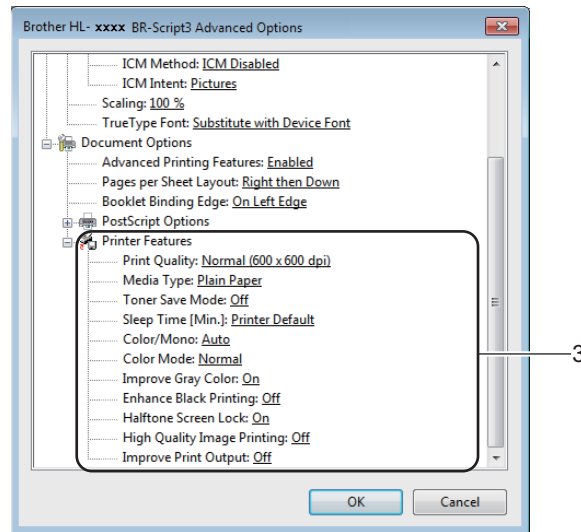 Brother HL- xxxx BR-Script3 Advanced Options
ICM Method: ICM Disabled
ICM Intent: Pictures
Scaling: 100 %
TrueType Font: Substitute with Device Font
Document Options
Advanced Printing Features: Enabled
Pages per Sheet Layout: Right then Down
Booklet Binding Edge: On Left Edge
PostScript Options
Printer Features
Print Quality: Normal (600 x 600 dpi)
Media Type: Plain Paper
Toner Save Mode: Off
Sleep Time [Min.]: Printer Default
Color/Mono: Auto
Color Mode: Normal
Improve Gray Color: On
Enhance Black Printing: Off
Halftone Screen Lock: On
High Quality Image Printing: Off
Improve Print Output: Off
3
OK Cancel